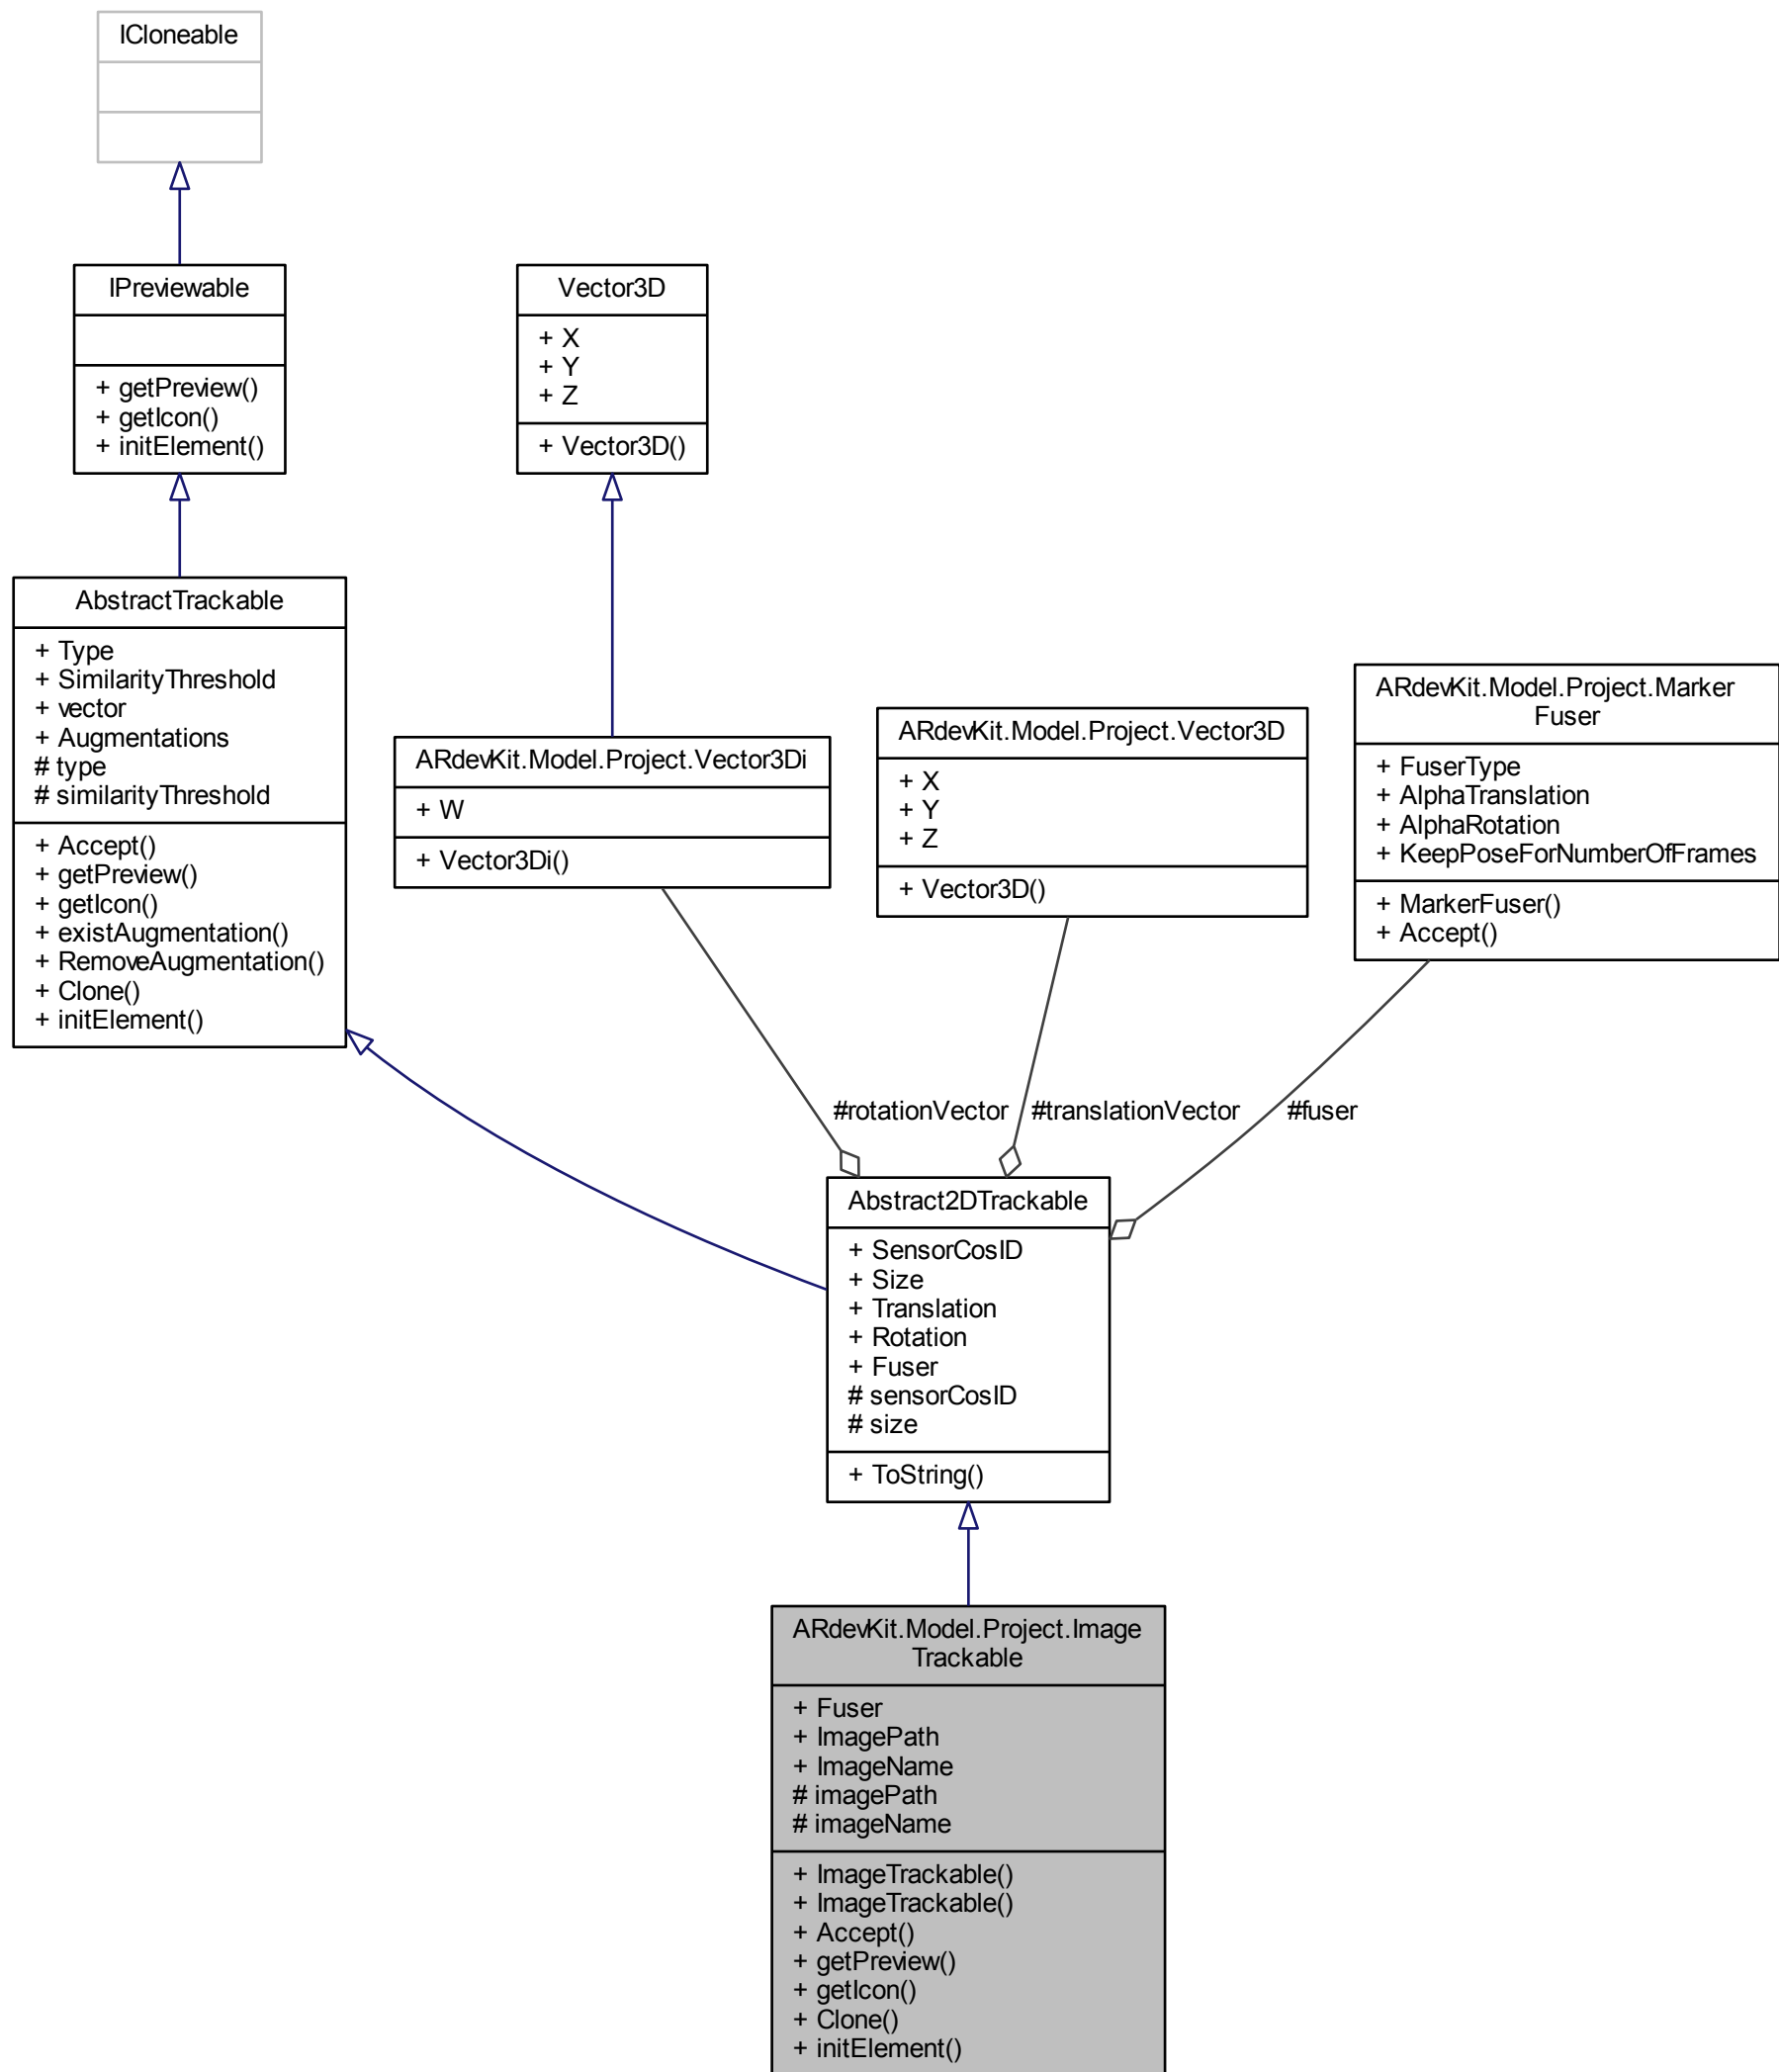 ICloneable
IPreviewable
+ getPreview()
+ getIcon()
+ initElement()
Vector3D
+ X
+ Y
+ Z
+ Vector3D()
AbstractTrackable
+ Type
+ SimilarityThreshold
+ vector
+ Augmentations
# type
# similarityThreshold
+ Accept()
+ getPreview()
+ getIcon()
+ existAugmentation()
+ RemoveAugmentation()
+ Clone()
+ initElement()
ARdevKit.Model.Project.Vector3Di
+ W
+ Vector3Di()
ARdevKit.Model.Project.Vector3D
+ X
+ Y
+ Z
+ Vector3D()
ARdevKit.Model.Project.Marker
Fuser
+ FuserType
+ AlphaTranslation
+ AlphaRotation
+ KeepPoseForNumberOfFrames
+ MarkerFuser()
+ Accept()
#rotationVector
#translationVector
#fuser
Abstract2DTrackable
+ SensorCosID
+ Size
+ Translation
+ Rotation
+ Fuser
# sensorCosID
# size
+ ToString()
ARdevKit.Model.Project.Image
Trackable
+ Fuser
+ ImagePath
+ ImageName
# imagePath
# imageName
+ ImageTrackable()
+ ImageTrackable()
+ Accept()
+ getPreview()
+ getIcon()
+ Clone()
+ initElement()